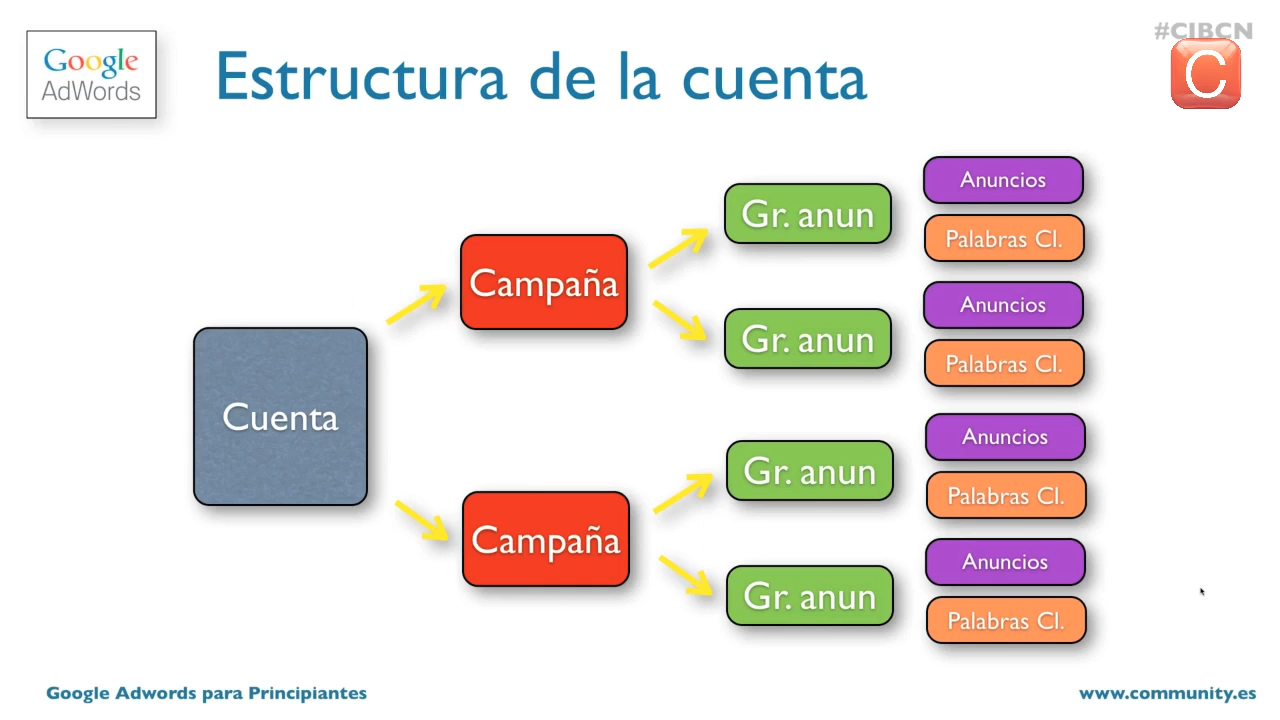 Google
AdWords
Estructura de la cuenta
#CIBCN
C
Cuenta
Campaña
Gr. anun
Anuncios
Palabras Cl.
Gr. anun
Anuncios
Palabras Cl.
Campaña
Gr. anun
Anuncios
Palabras Cl.
Gr. anun
Anuncios
Palabras Cl.
Google Adwords para Principiantes
www.community.es